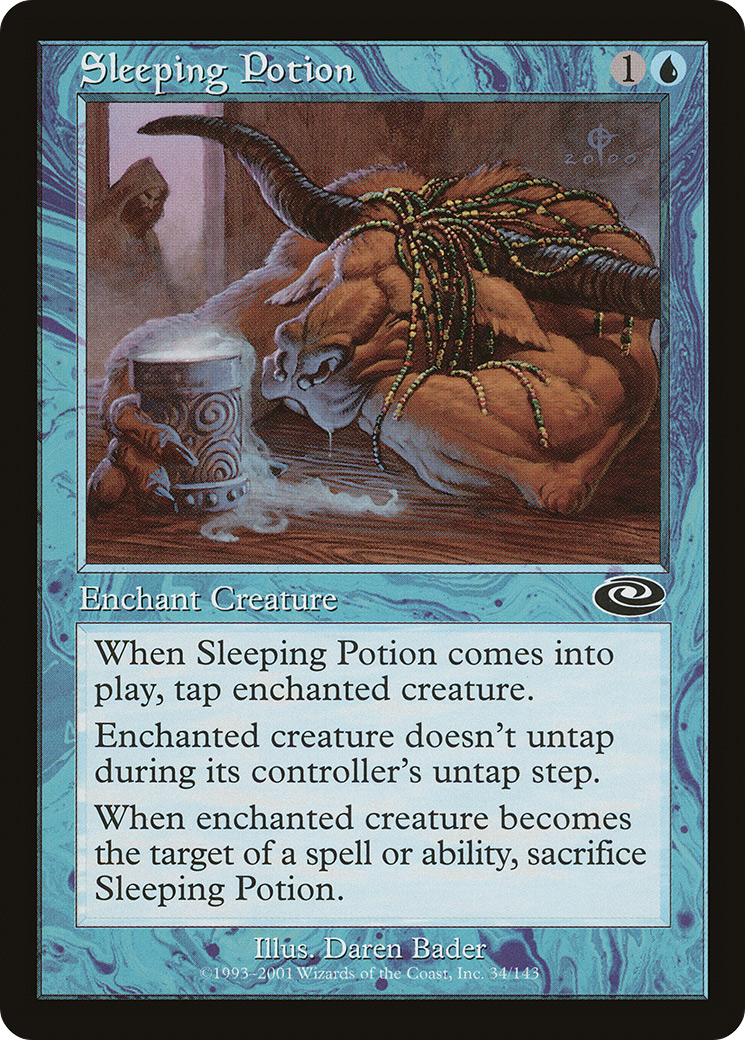 Sleeping Potion 1
2000
Enchant Creature
When Sleeping Potion comes into
play, tap enchanted creature.
Enchanted creature doesn't untap
during its controller's untap step.
When enchanted creature becomes
the target of a spell or ability, sacrifice
Sleeping Potion.
Illus. Daren Bader
©1993-2001 Wizards of the Coast, Inc. 34/143